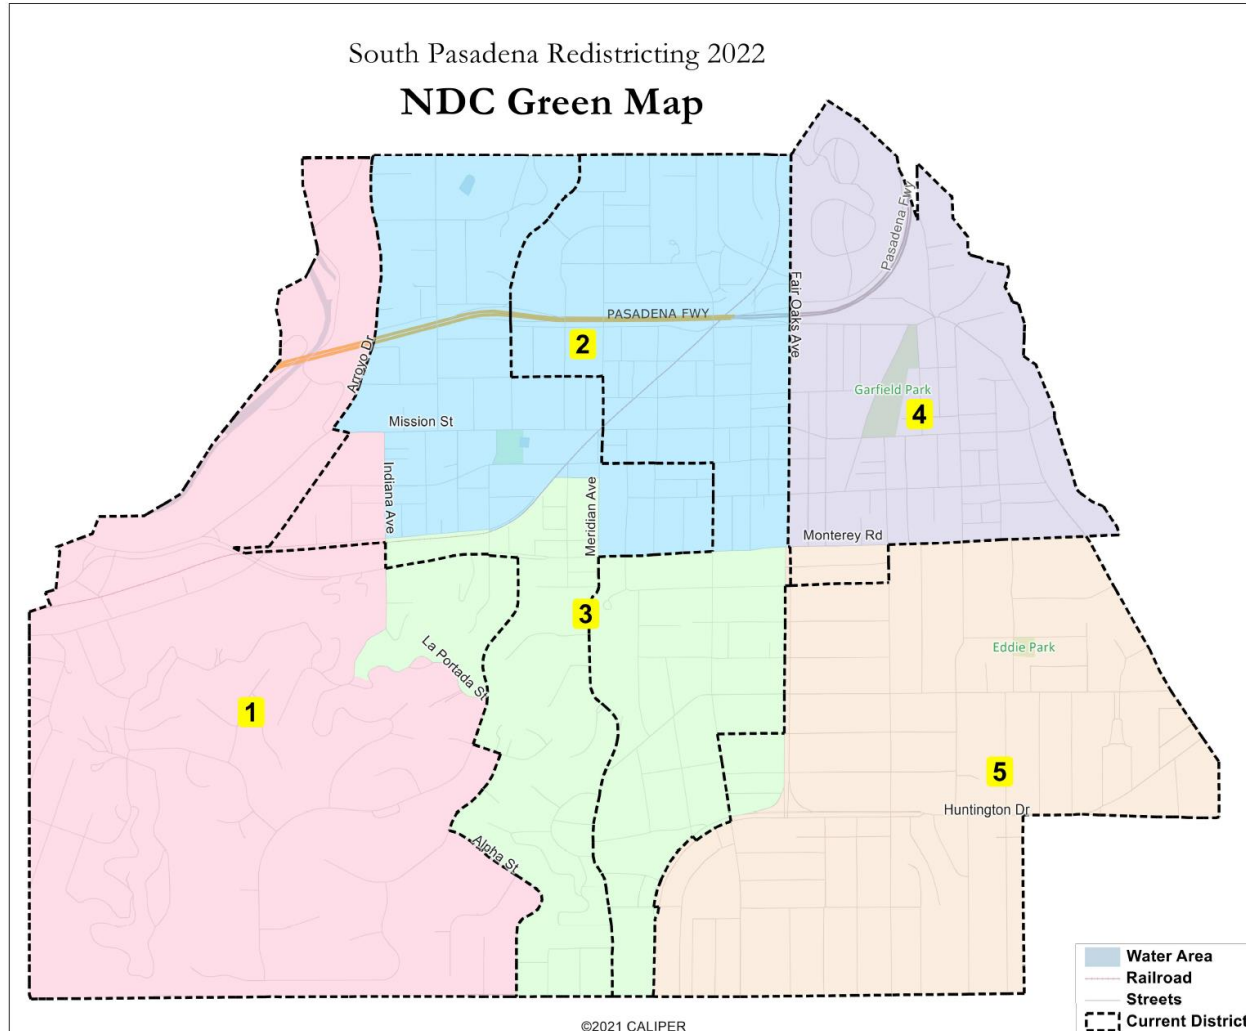 South Pasadena Redistricting 2022
NDC Green Map
Pasadena Fwy
Fair Oaks Ave
PASADENA FWY
2
Arroyo Dr
Garfield Park
4
Mission St
Indiana Ave
Meridian Ave
Monterey Rd
3
La Portada St
Eddie Park
1
5
Huntington Dr
Alpha St
Water Area
Railroad
Streets
Current District
©2021 CALIPER